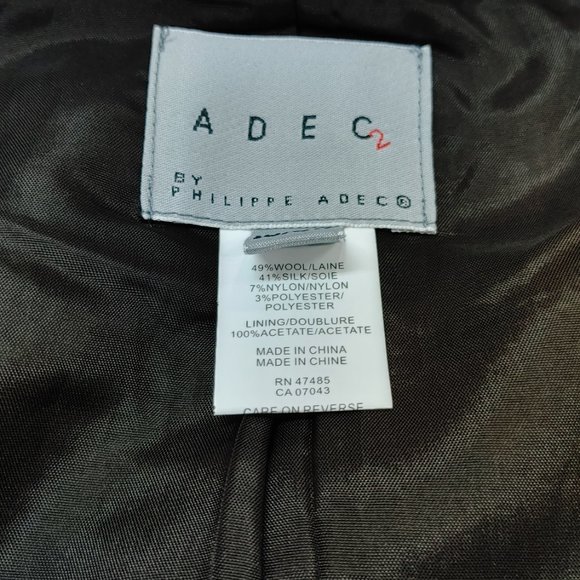 ADEC2
BY
PHILIPPE ADEC®
49%WOOL/LAINE
41%SILK/SOIE
7%NYLON/NYLON
3%POLYESTER/
POLYESTER
LINING/DOUBLURE
100%ACETATE/ACETATE
MADE IN CHINA
MADE IN CHINE
RN 47485
CA 07043
CARE ON REVERSE